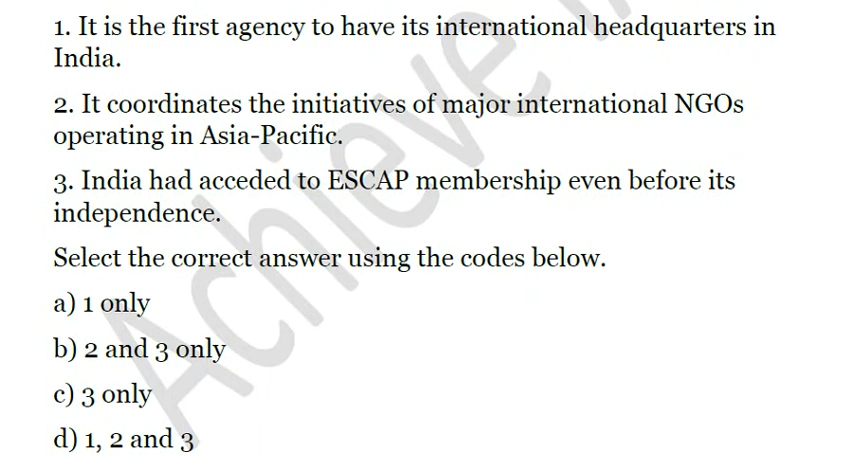 1. It is the first agency to have its international headquarters in
India.
2. It coordinates the initiatives of major international NGOs
operating in Asia-Pacific.
3. India had acceded to ESCAP membership even before its
independence.
Select the correct answer using the codes below.
a) 1 only
b) 2 and 3 only
c) 3 only
d) 1, 2 and 3
Achieve